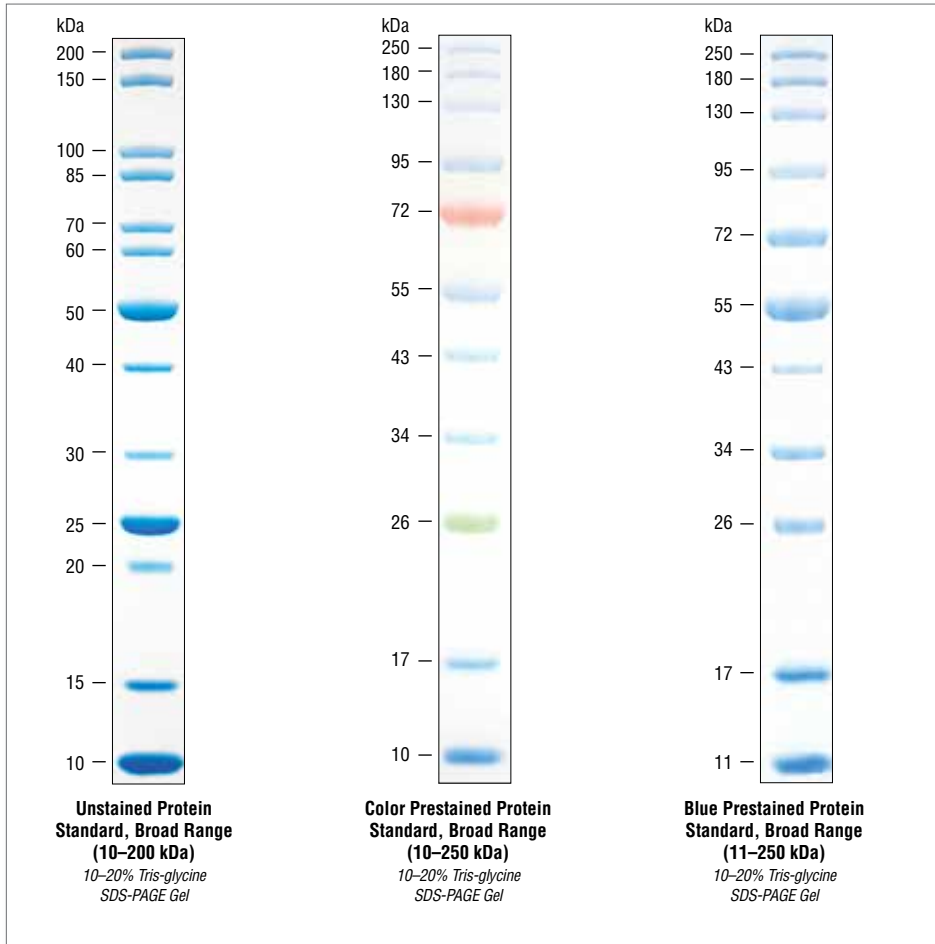 kDa
200
150
100
85
70
60
50
40
30
25
20
15
10
Unstained Protein
Standard, Broad Range
(10–200 kDa)
10–20% Tris-glycine
SDS-PAGE Gel
kDa
250
180
130
95
72
55
43
34
26
17
10
Color Prestained Protein
Standard, Broad Range
(10–250 kDa)
10–20% Tris-glycine
SDS-PAGE Gel
kDa
250
180
130
95
72
55
43
34
26
17
11
Blue Prestained Protein
Standard, Broad Range
(11–250 kDa)
10–20% Tris-glycine
SDS-PAGE Gel